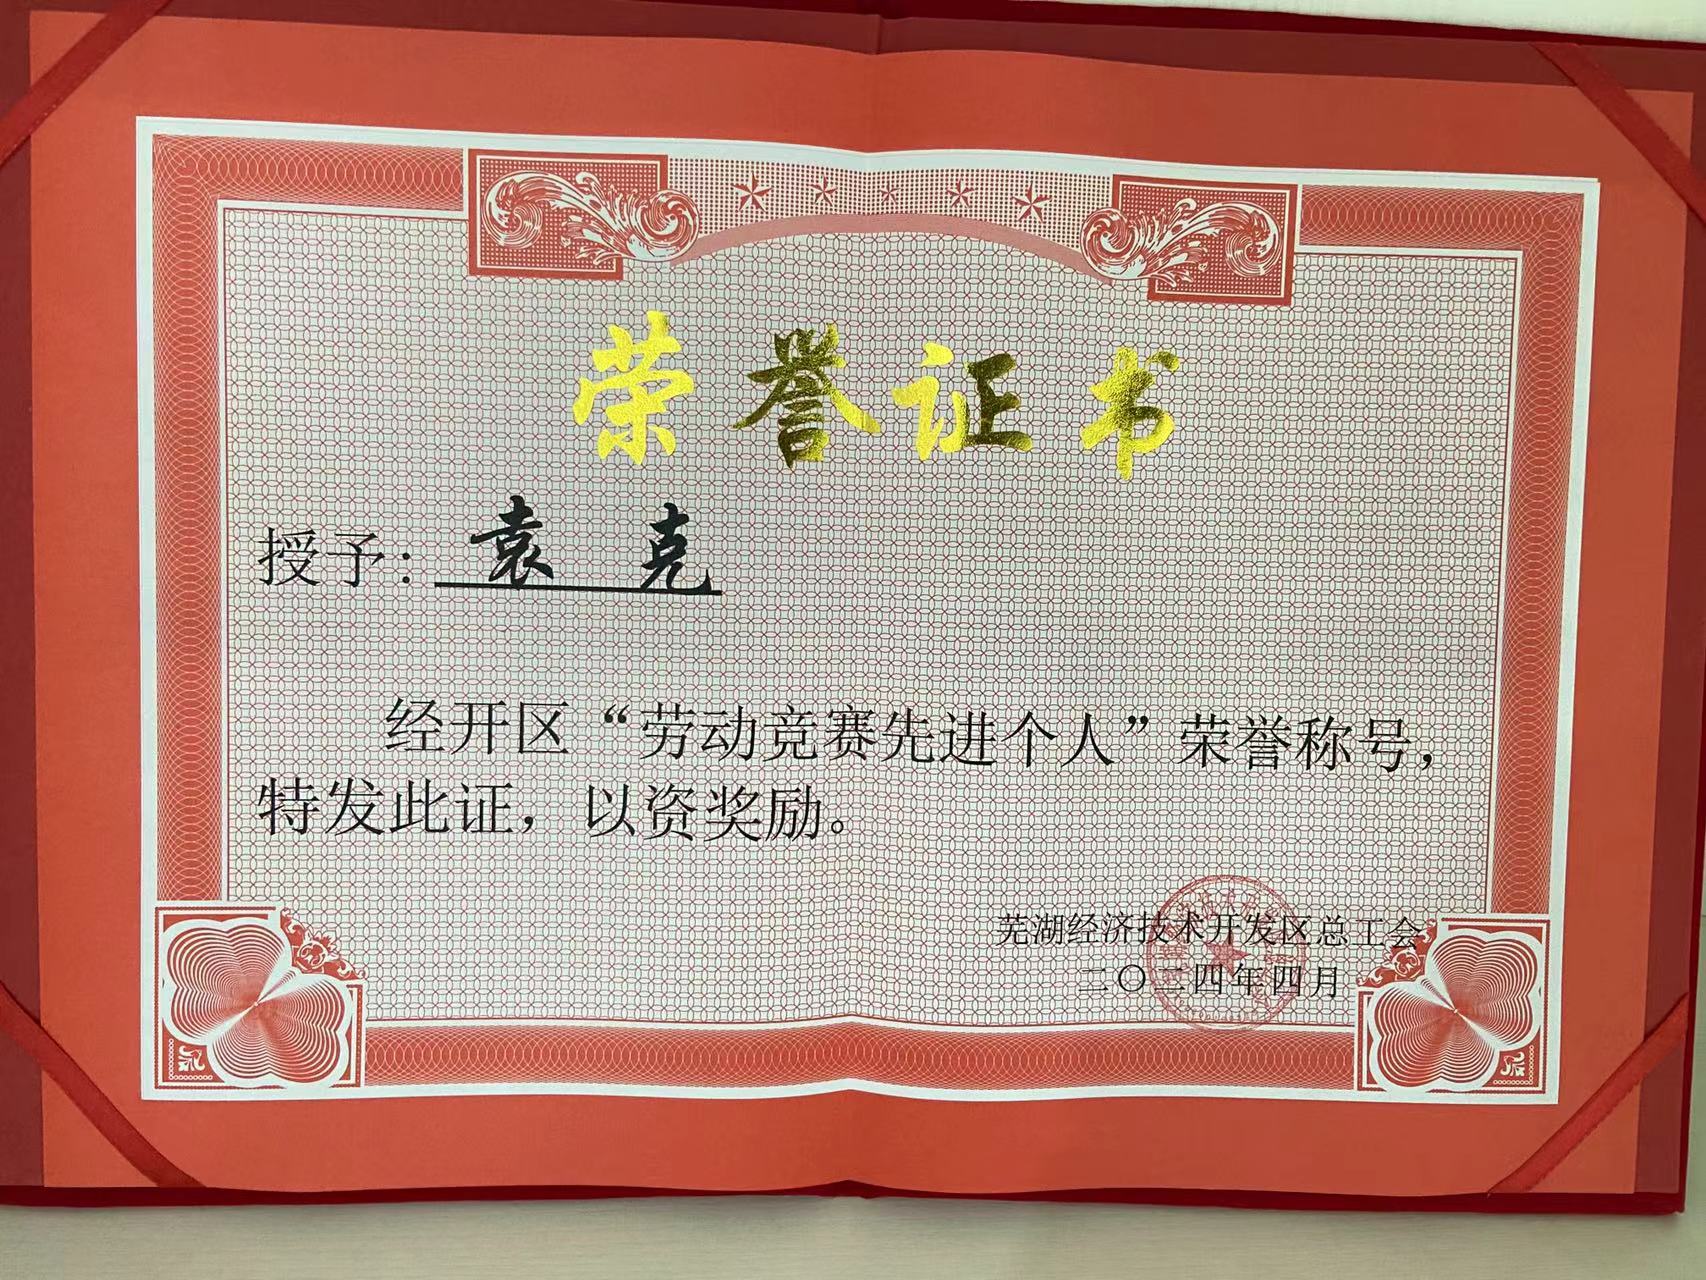 荣誉证书
授予：袁 克
经开区“劳动竞赛先进个人”荣誉称号，
特发此证，以资奖励。
芜湖经济技术开发区总工会
二〇二四年四月